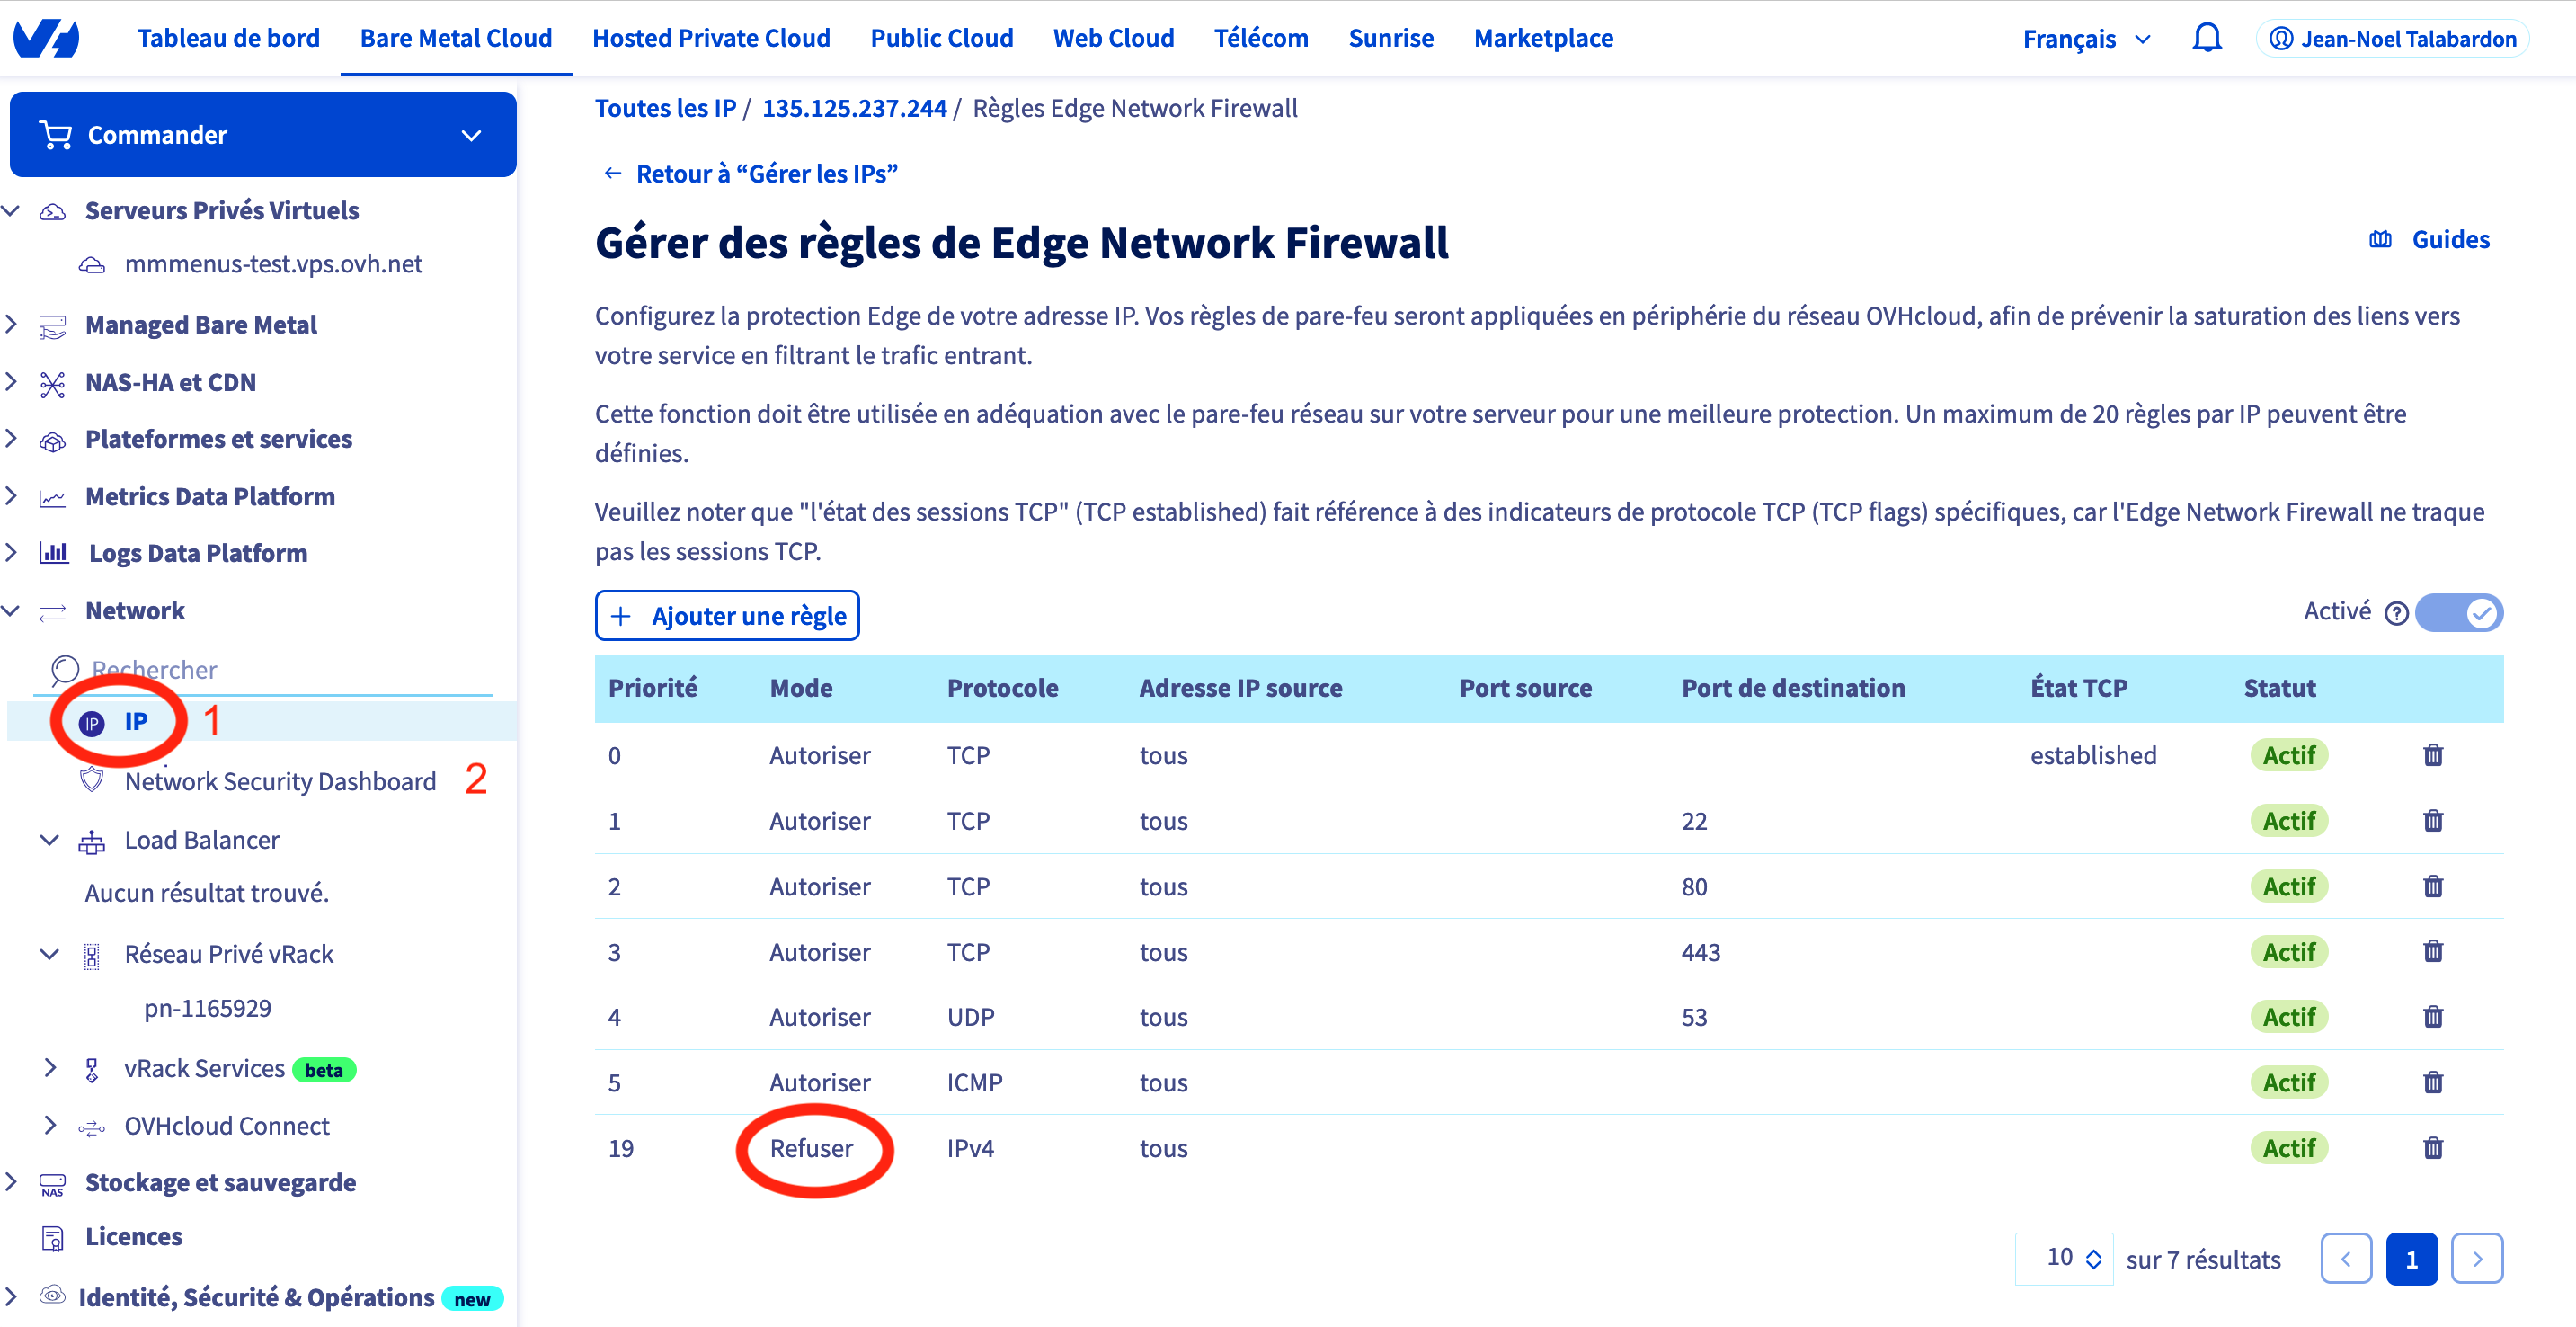 Tableau de bord
Bare Metal Cloud
Hosted Private Cloud
Public Cloud
Web Cloud
Télécom
Sunrise
Marketplace
Français
Jean-Noel Talabardon
Commander
Serveurs Privés Virtuels
mmmenus-test.vps.ovh.net
Managed Bare Metal
NAS-HA et CDN
Plateformes et services
Metrics Data Platform
Logs Data Platform
Network
Rechercher
IP IP 1
Network Security Dashboard 2
Load Balancer
Aucun résultat trouvé.
Réseau Privé vRack
pn-1165929
vRack Services beta
OVHcloud Connect
NAS Stockage et sauvegarde
Licences
Identité, Sécurité & Opérations new
Toutes les IP / 135.125.237.244 / Règles Edge Network Firewall
← Retour à “Gérer les IPs”
Gérer des règles de Edge Network Firewall
Guides
Configurez la protection Edge de votre adresse IP. Vos règles de pare-feu seront appliquées en périphérie du réseau OVHcloud, afin de prévenir la saturation des liens vers
votre service en filtrant le trafic entrant.
Cette fonction doit être utilisée en adéquation avec le pare-feu réseau sur votre serveur pour une meilleure protection. Un maximum de 20 règles par IP peuvent être
définies.
Veuillez noter que "l'état des sessions TCP" (TCP established) fait référence à des indicateurs de protocole TCP (TCP flags) spécifiques, car l'Edge Network Firewall ne traque
pas les sessions TCP.
+ Ajouter une règle
Activé ?
Priorité Mode Protocole Adresse IP source Port source Port de destination État TCP Statut
0 Autoriser TCP tous established Actif
1 Autoriser TCP tous 22 Actif
2 Autoriser TCP tous 80 Actif
3 Autoriser TCP tous 443 Actif
4 Autoriser UDP tous 53 Actif
5 Autoriser ICMP tous Actif
19 Refuser IPv4 tous Actif
10 sur 7 résultats < 1 >